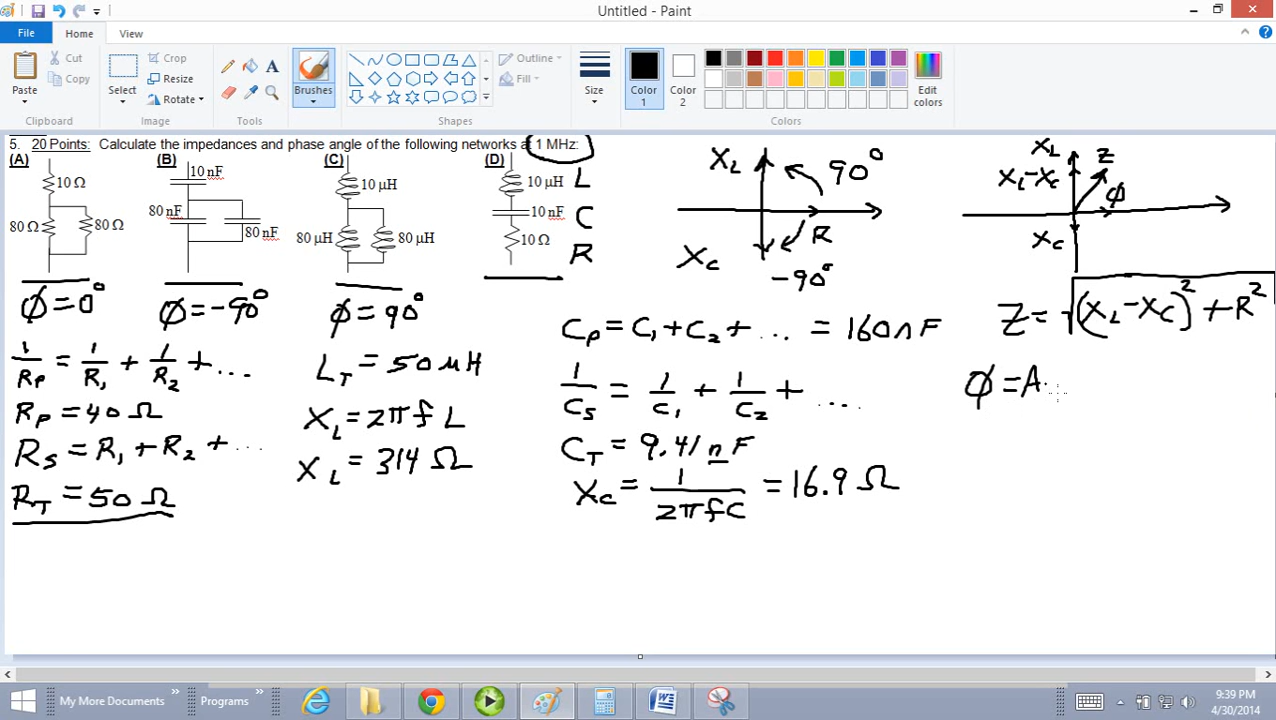 Untitled - Paint
File Home View
Paste Cut Copy
Select Crop Resize Rotate
Brushes
Outline Fill
Size
Color 1 Color 2
Edit colors
Clipboard Image Tools Shapes Colors
5. 20 Points: Calculate the impedances and phase angle of the following networks at 1 MHz:
(A)
10 Ω
80 Ω 80 Ω
ϕ = 0°
1/RP = 1/R1 + 1/R2 + ...
RP = 40 Ω
RS = R1 + R2 + ...
RT = 50 Ω
(B)
10 nF
80 nF
80 nF
ϕ = -90°
(C)
10 µH
80 µH 80 µH
ϕ = 90°
LT = 50 µH
XL = 2πfL
XL = 314 Ω
(D)
10 µH L
10 nF C
10 Ω R
XL 90°
R
XC -90°
CP = C1 + C2 + ... = 160nF
1/CS = 1/C1 + 1/C2 + ...
CT = 9.41 nF
XC = 1/2πfC = 16.9 Ω
XL
XL-XC Z
ϕ
XC
Z = √(XL-XC)² + R²
ϕ = A
My More Documents » Programs »
9:39 PM
4/30/2014